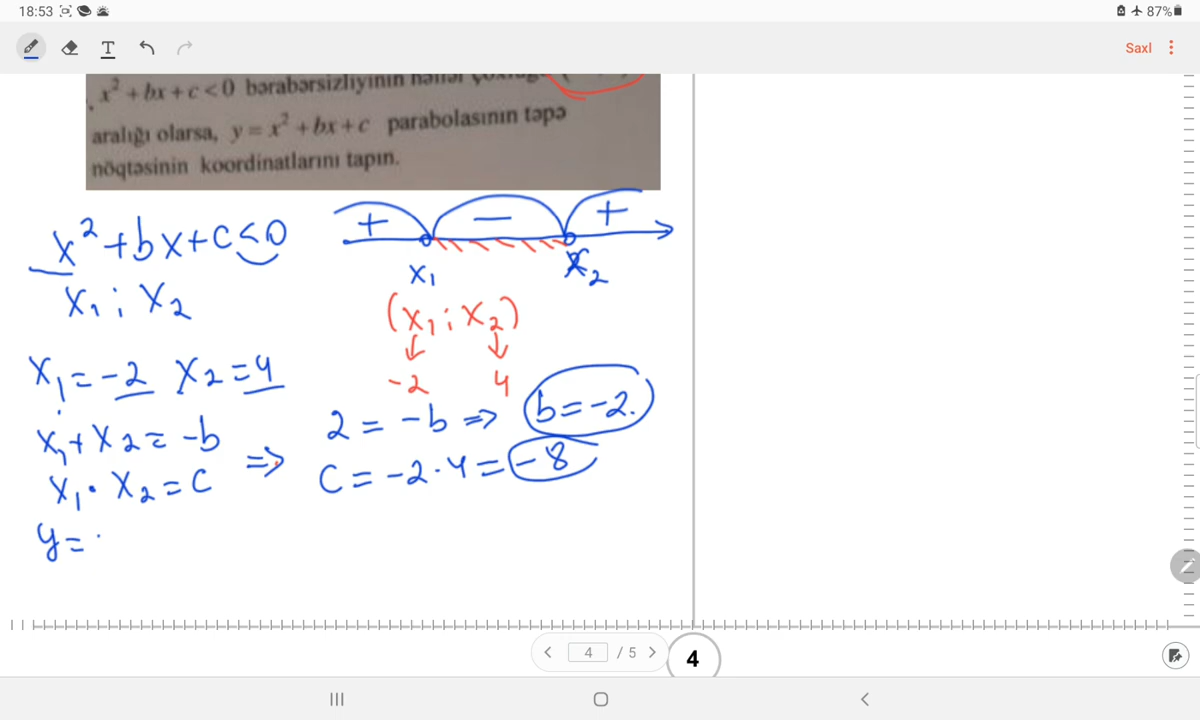 18:53 87%
T Saxl
x² + bx + c < 0 bərabərsizliyinin həlləl
aralığı olarsa, y = x² + bx + c parabolasının təpə
nöqtəsinin koordinatlarını tapın.
x² + bx + c < 0
+ − +
x₁ x₂
x₁ ; x₂
(x₁ ; x₂)
-2 4
x₁ = -2 x₂ = 4
x₁ + x₂ = -b
x₁ · x₂ = c
=>
2 = -b => b = -2.
c = -2 · 4 = -8
y =
4 / 5
4